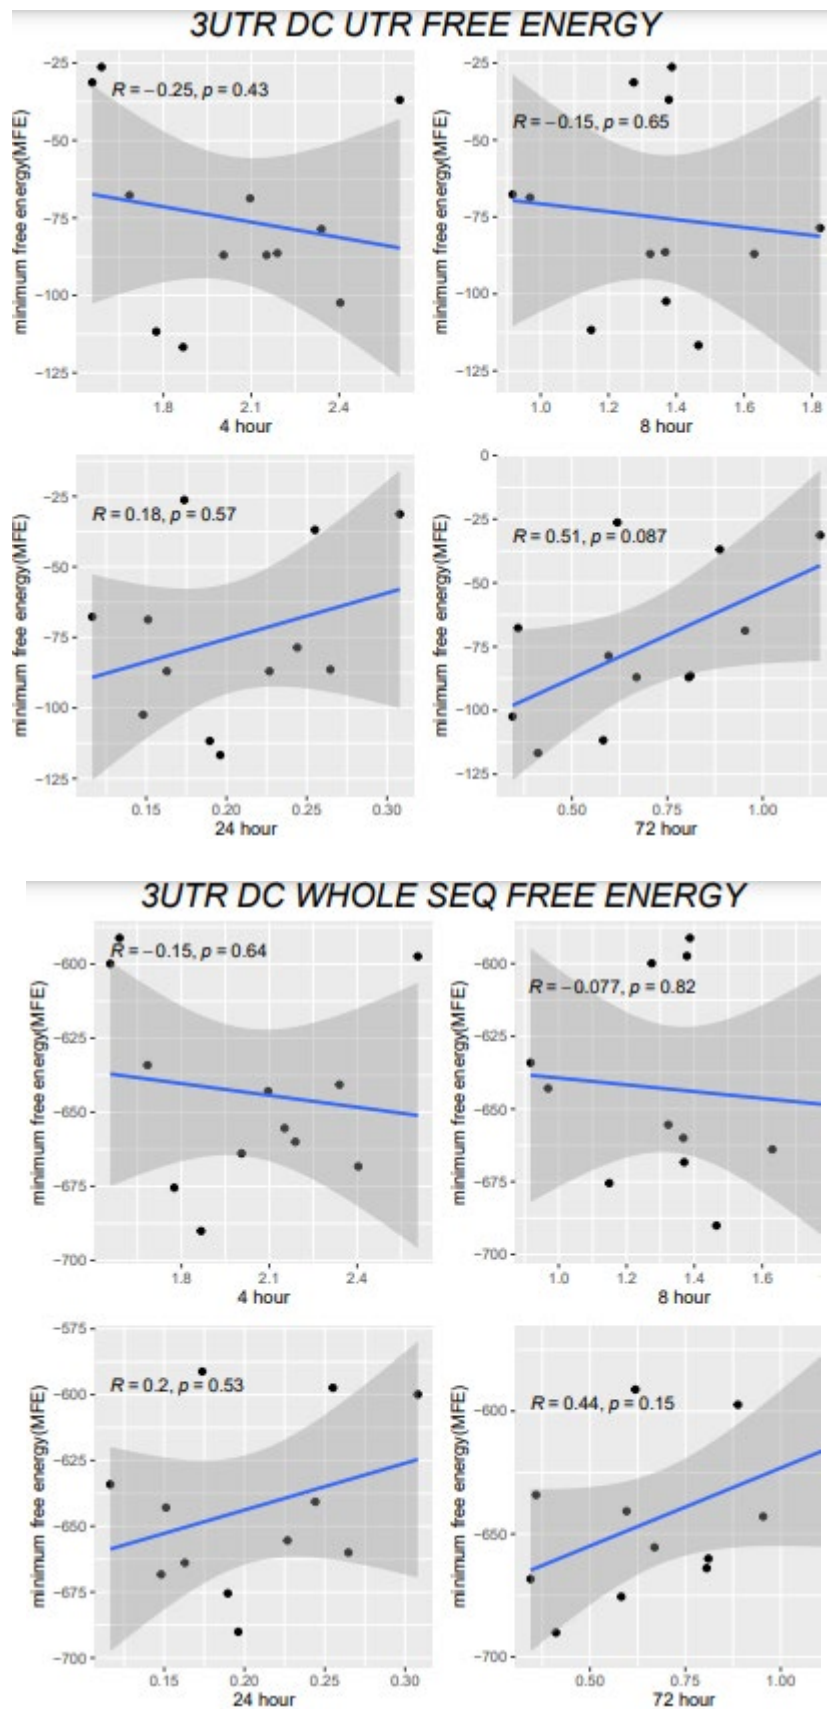 3UTR DC UTR FREE ENERGY
minimum free energy(MFE)
−25
−50
−75
−100
−125
R = −0.25, p = 0.43
1.8 2.1 2.4
4 hour
minimum free energy(MFE)
−25
−50
−75
−100
−125
R = −0.15, p = 0.65
1.0 1.2 1.4 1.6 1.8
8 hour
minimum free energy(MFE)
−25
−50
−75
−100
−125
R = 0.18, p = 0.57
0.15 0.20 0.25 0.30
24 hour
minimum free energy(MFE)
0
−25
−50
−75
−100
−125
R = 0.51, p = 0.087
0.50 0.75 1.00
72 hour
3UTR DC WHOLE SEQ FREE ENERGY
minimum free energy(MFE)
−600
−625
−650
−675
−700
R = −0.15, p = 0.64
1.8 2.1 2.4
4 hour
minimum free energy(MFE)
−600
−625
−650
−675
−700
R = −0.077, p = 0.82
1.0 1.2 1.4 1.6
8 hour
minimum free energy(MFE)
−575
−600
−625
−650
−675
−700
R = 0.2, p = 0.53
0.15 0.20 0.25 0.30
24 hour
minimum free energy(MFE)
−600
−650
−700
R = 0.44, p = 0.15
0.50 0.75 1.00
72 hour